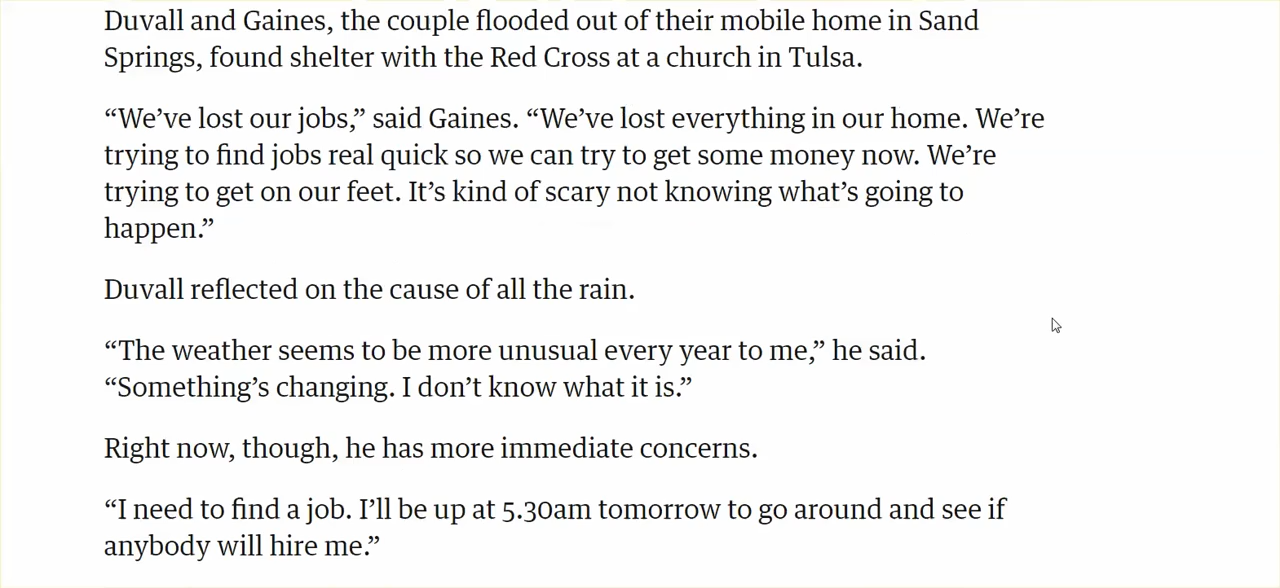 Duvall and Gaines, the couple flooded out of their mobile home in Sand
Springs, found shelter with the Red Cross at a church in Tulsa.
“We’ve lost our jobs,” said Gaines. “We’ve lost everything in our home. We’re
trying to find jobs real quick so we can try to get some money now. We’re
trying to get on our feet. It’s kind of scary not knowing what’s going to
happen.”
Duvall reflected on the cause of all the rain.
“The weather seems to be more unusual every year to me,” he said.
“Something’s changing. I don’t know what it is.”
Right now, though, he has more immediate concerns.
“I need to find a job. I’ll be up at 5.30am tomorrow to go around and see if
anybody will hire me.”